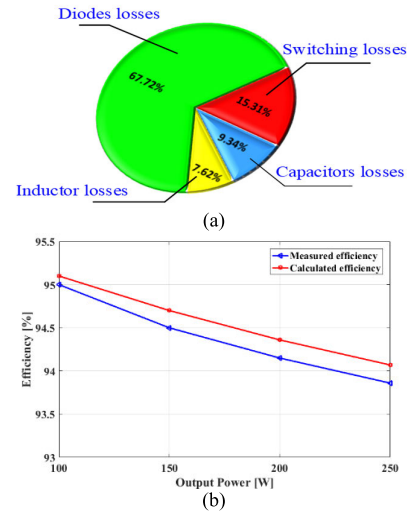 Diodes losses
Switching losses
67.72%
15.31%
9.34%
7.62%
Capacitors losses
Inductor losses
(a)
95.5
Measured efficiency
Calculated efficiency
95
94.5
94
93.5
93
Efficiency [%]
100
150
200
250
Output Power [W]
(b)